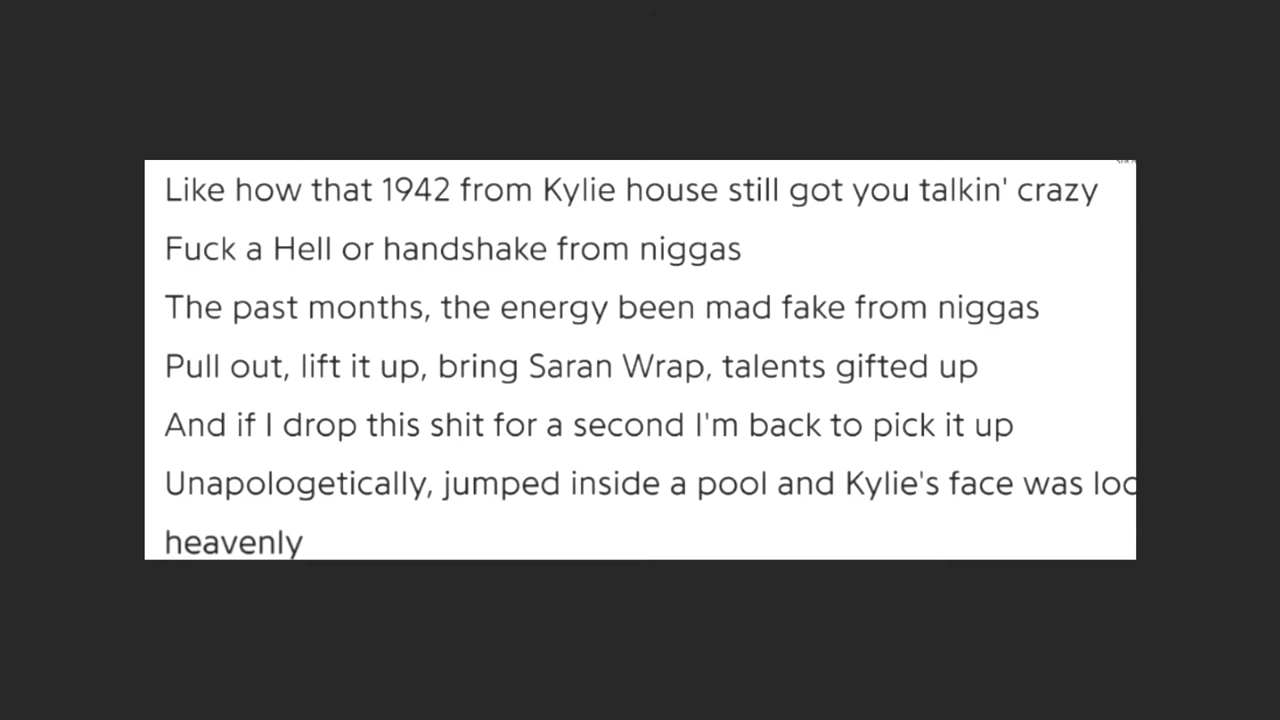 Like how that 1942 from Kylie house still got you talkin' crazy
Fuck a Hell or handshake from niggas
The past months, the energy been mad fake from niggas
Pull out, lift it up, bring Saran Wrap, talents gifted up
And if I drop this shit for a second I'm back to pick it up
Unapologetically, jumped inside a pool and Kylie's face was
heavenly